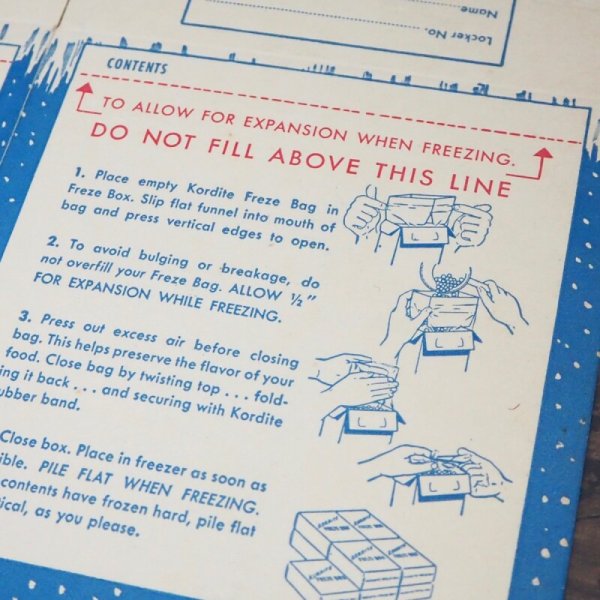 Name
Locker No.
CONTENTS
TO ALLOW FOR EXPANSION WHEN FREEZING.
DO NOT FILL ABOVE THIS LINE
1. Place empty Kordite Freze Bag in
Freze Box. Slip flat funnel into mouth of
bag and press vertical edges to open.
2. To avoid bulging or breakage, do
not overfill your Freze Bag. ALLOW ½"
FOR EXPANSION WHILE FREEZING.
3. Press out excess air before closing
bag. This helps preserve the flavor of your
food. Close bag by twisting top . . . fold-
ing it back . . . and securing with Kordite
ubber band.
Close box. Place in freezer as soon as
ible. PILE FLAT WHEN FREEZING.
contents have frozen hard, pile flat
ical, as you please.